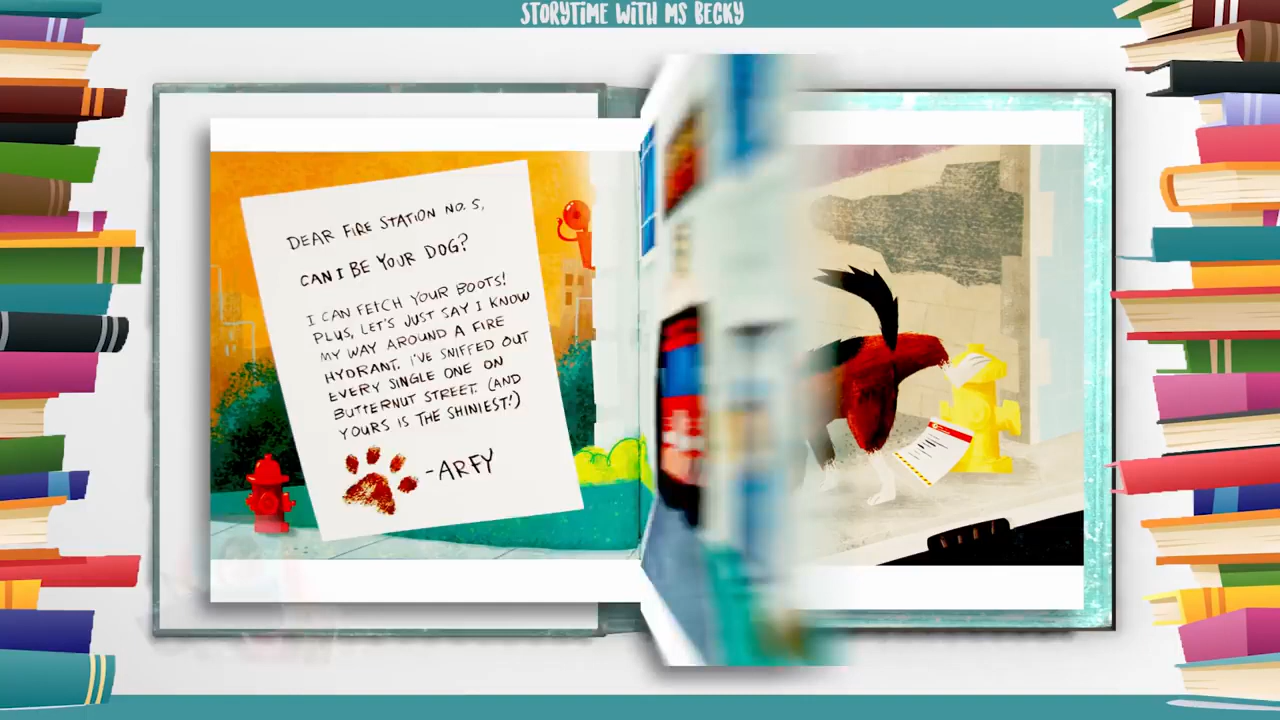 STORYTIME WITH MS BECKY
DEAR FIRE STATION NO. 5,
CAN I BE YOUR DOG?
I CAN FETCH YOUR BOOTS!
PLUS, LET'S JUST SAY I KNOW
MY WAY AROUND A FIRE
HYDRANT. I'VE SNIFFED OUT
EVERY SINGLE ONE ON
BUTTERNUT STREET. (AND
YOURS IS THE SHINIEST!)
-ARFY